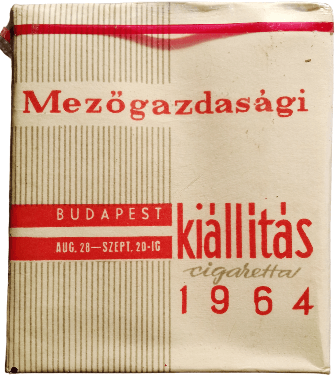 Mezőgazdasági
BUDAPEST
AUG. 28—SZEPT. 20-IG
kiállítás
cigaretta
1964